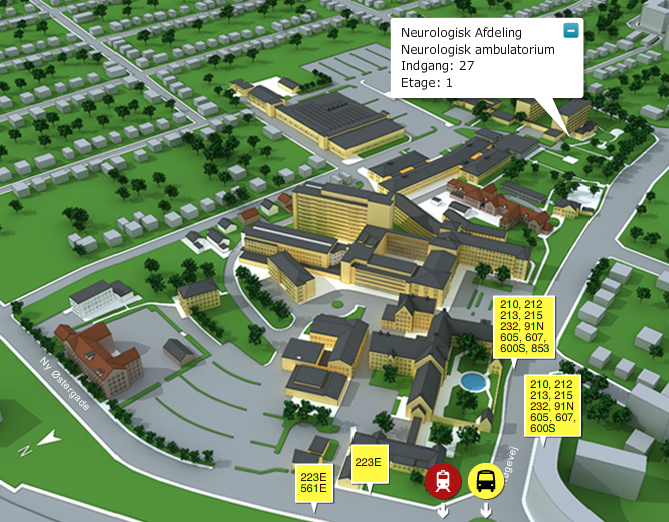 Neurologisk Afdeling
Neurologisk ambulatorium
Indgang: 27
Etage: 1
210, 212
213, 215
232, 91N
605, 607,
600S, 853
210, 212
213, 215
232, 91N
605, 607,
600S
Ny Østergade
N
223E
561E
223E